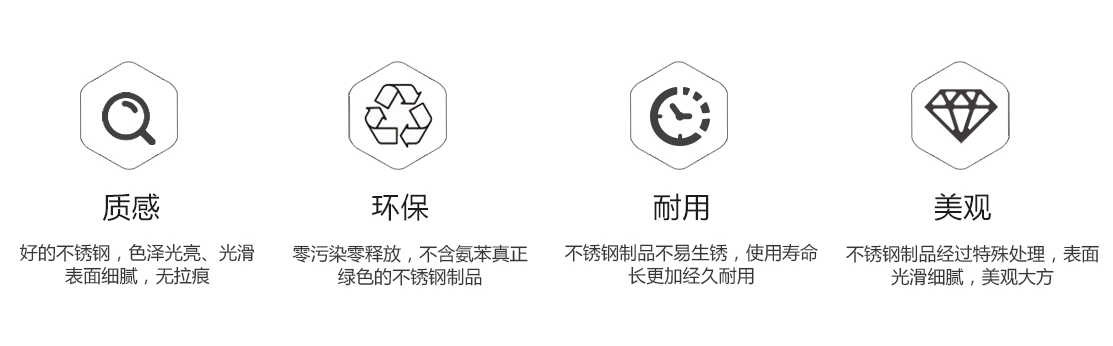 质感
好的不锈钢，色泽光亮、光滑
表面细腻，无拉痕
环保
零污染零释放，不含氨苯真正
绿色的不锈钢制品
耐用
不锈钢制品不易生锈，使用寿命
长更加经久耐用
美观
不锈钢制品经过特殊处理，表面
光滑细腻，美观大方